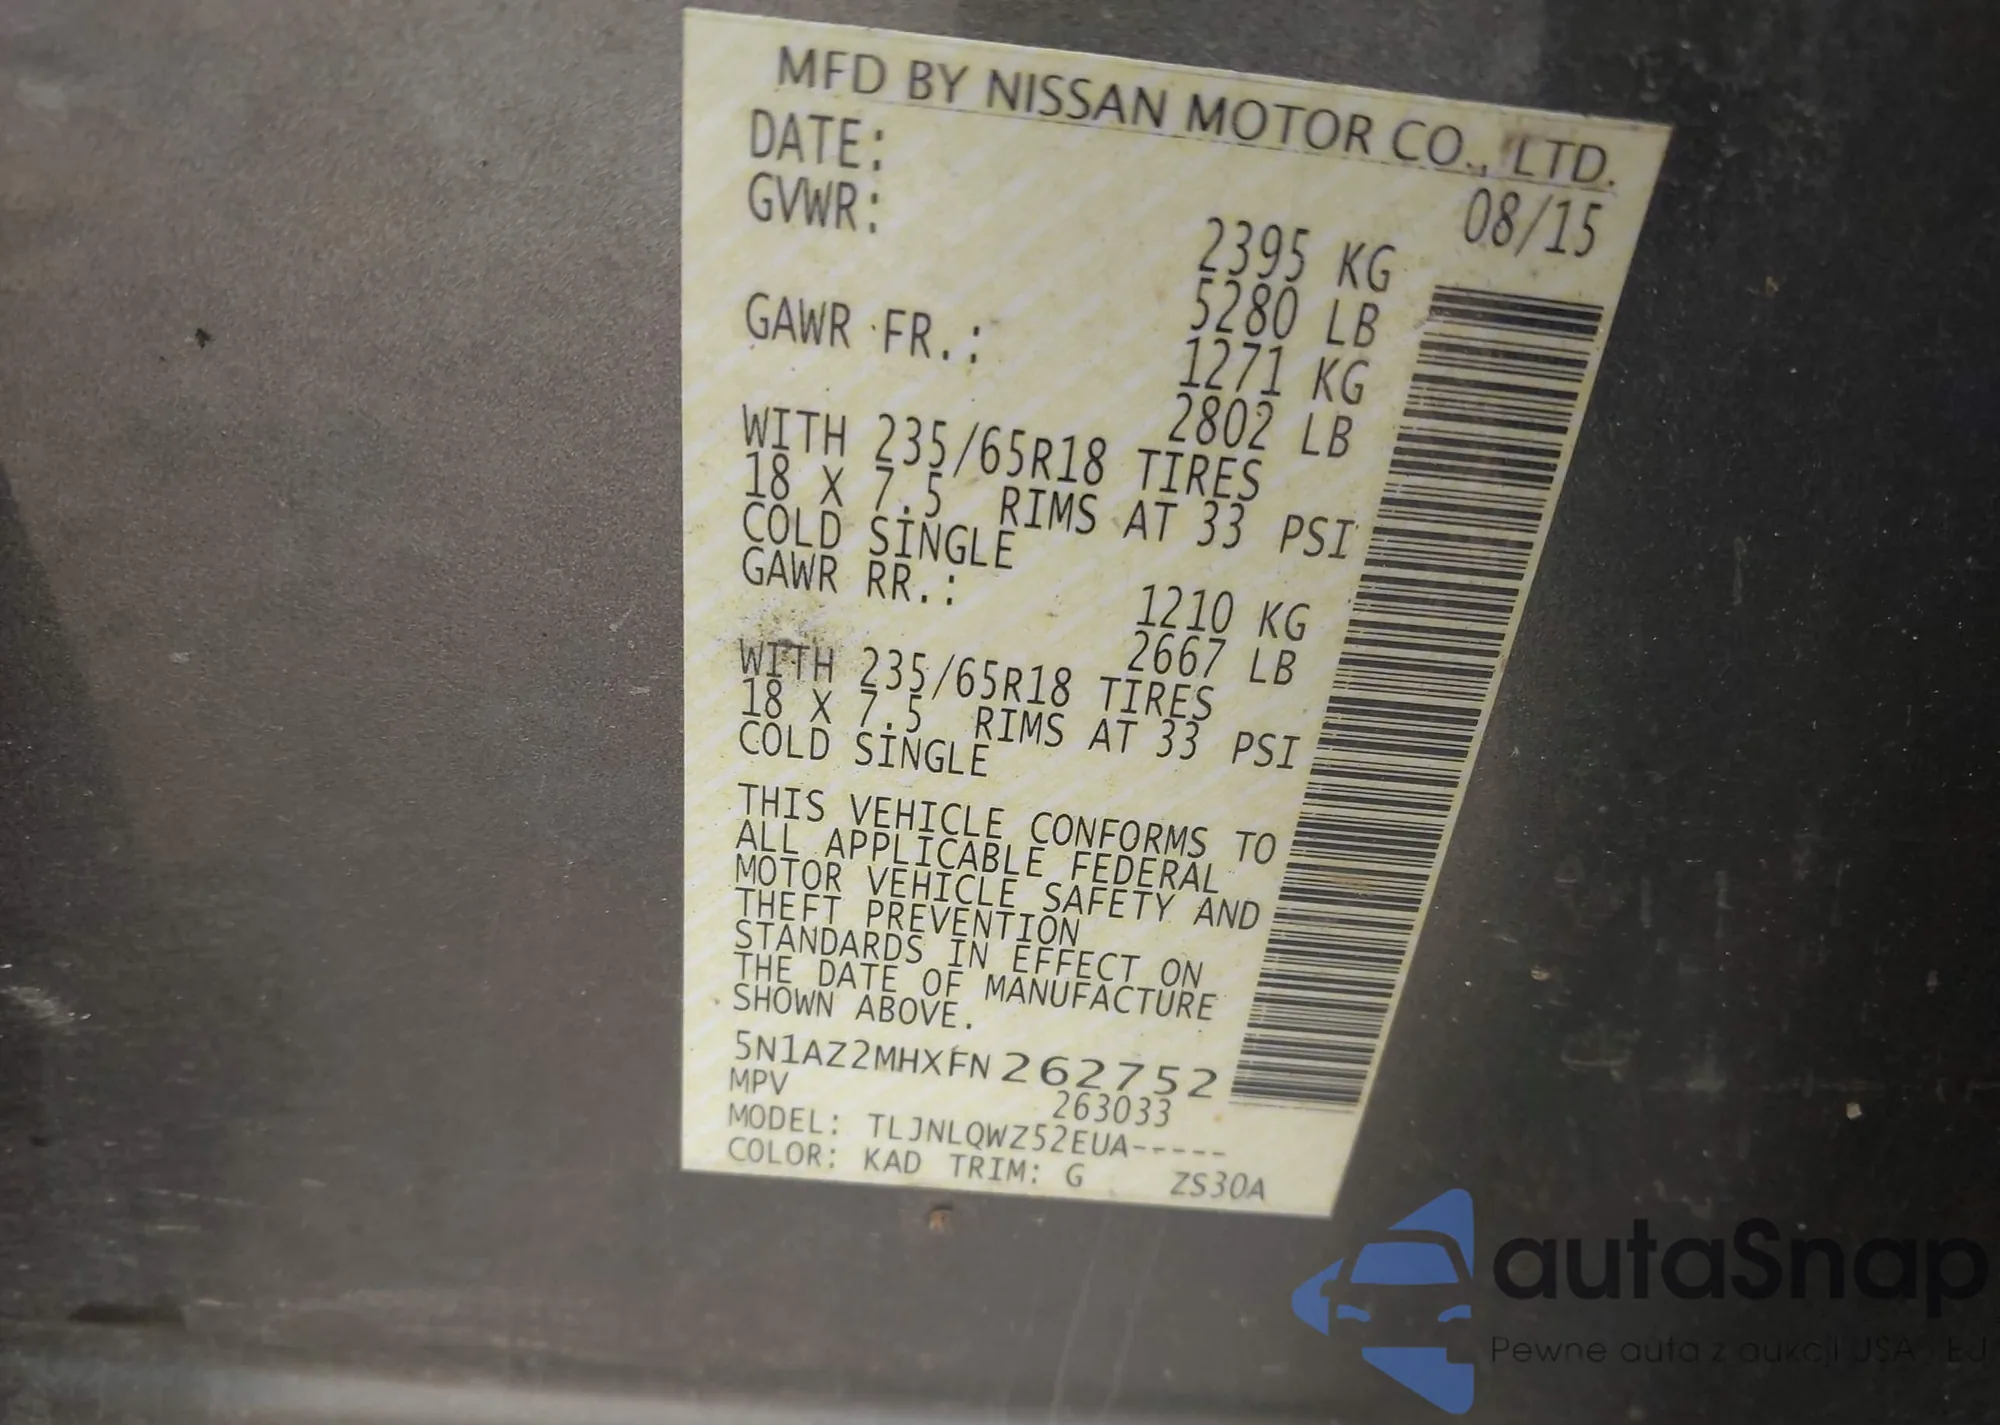 MFD BY NISSAN MOTOR CO., LTD.
DATE: 08/15
GVWR: 2395 KG
5280 LB
GAWR FR.: 1271 KG
2802 LB
WITH 235/65R18 TIRES
18 X 7.5 RIMS AT 33 PSI
COLD SINGLE
GAWR RR.: 1210 KG
2667 LB
WITH 235/65R18 TIRES
18 X 7.5 RIMS AT 33 PSI
COLD SINGLE
THIS VEHICLE CONFORMS TO
ALL APPLICABLE FEDERAL
MOTOR VEHICLE SAFETY AND
THEFT PREVENTION
STANDARDS IN EFFECT ON
THE DATE OF MANUFACTURE
SHOWN ABOVE.
5N1AZ2MHXFN262752
MPV 263033
MODEL: TLJNLQWZ52EUA-----
COLOR: KAD TRIM: G ZS30A
autaSnap
Pewne auta z aukcji USA